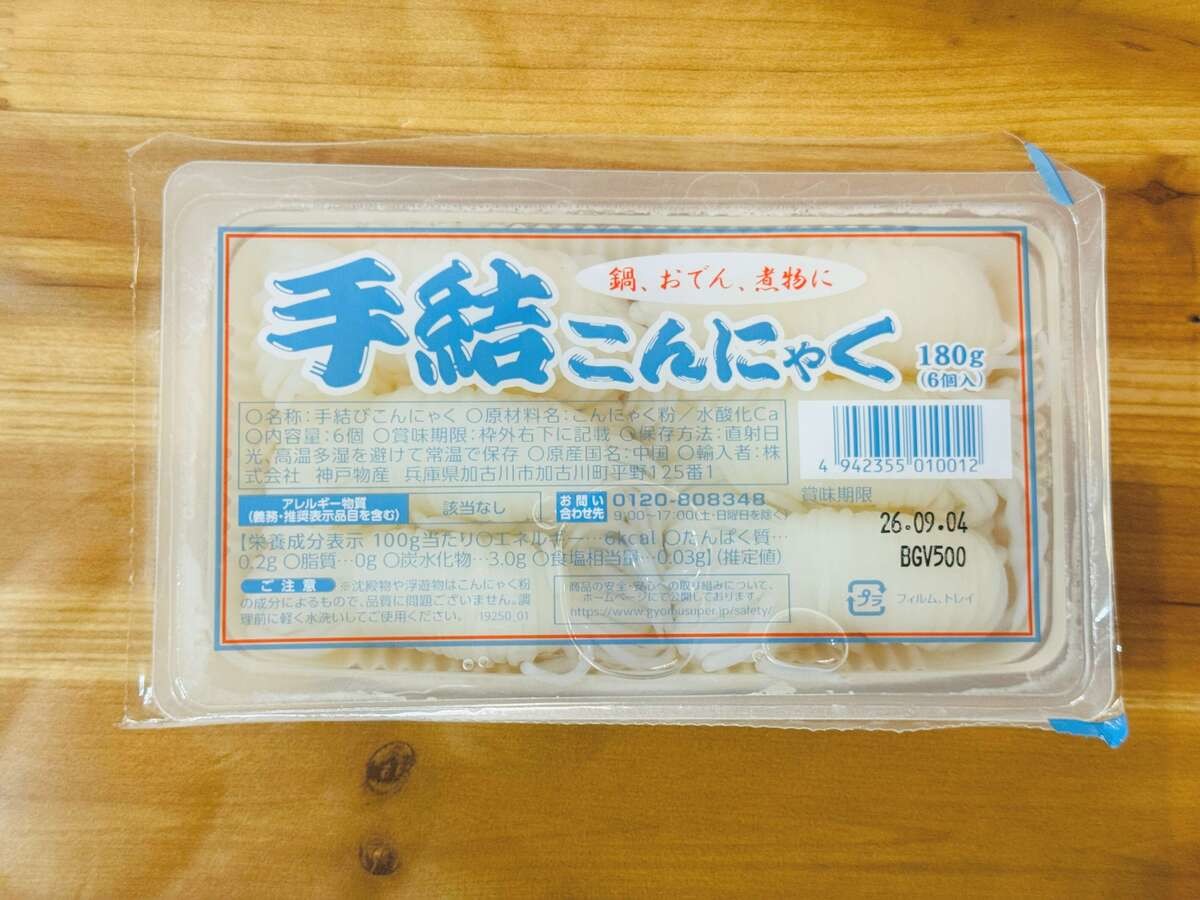 鍋、おでん、煮物に
手結こんにゃく
180g
(6個入)
○名称:手結びこんにゃく ○原材料名:こんにゃく粉/水酸化Ca
○内容量:6個 ○賞味期限:枠外右下に記載 ○保存方法:直射日
光、高温多湿を避けて常温で保存 ○原産国名:中国 ○輸入者:株
式会社 神戸物産 兵庫県加古川市加古川町平野125番1
4 942355 010012
アレルギー物質
(義務・推奨表示品目を含む)
該当なし
お問い
合わせ先
0120-808348
9:00~17:00(土・日曜日を除く)
賞味期限
26.09.04
BGV500
【栄養成分表示 100g当たり○エネルギー…6kcal ○たんぱく質…
0.2g ○脂質…0g ○炭水化物…3.0g ○食塩相当量…0.03g】(推定値)
ご注意 ※沈殿物や浮遊物はこんにゃく粉
の成分によるもので、品質に問題ございません。調
理前に軽く水洗いしてご使用ください。 19250_01
商品の安全・安心への取り組みについて、
ホームページにて公開しております。
https://www.gyomusuper.jp/safety/
プラ
フィルム、トレイ